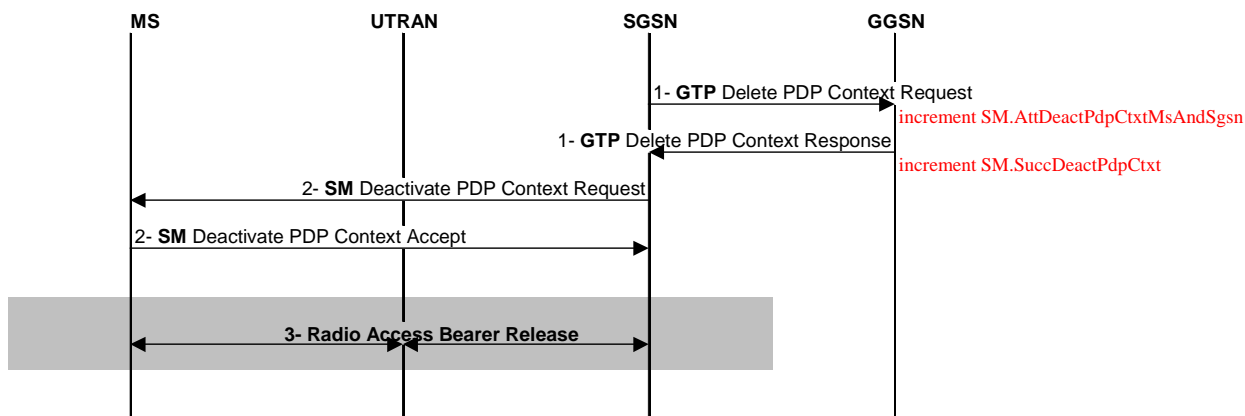 MS UTRAN SGSN GGSN
1- GTP Delete PDP Context Request
increment SM.AttDeactPdpCtxtMsAndSgsn
1- GTP Delete PDP Context Response
increment SM.SuccDeactPdpCtxt
2- SM Deactivate PDP Context Request
2- SM Deactivate PDP Context Accept
3- Radio Access Bearer Release